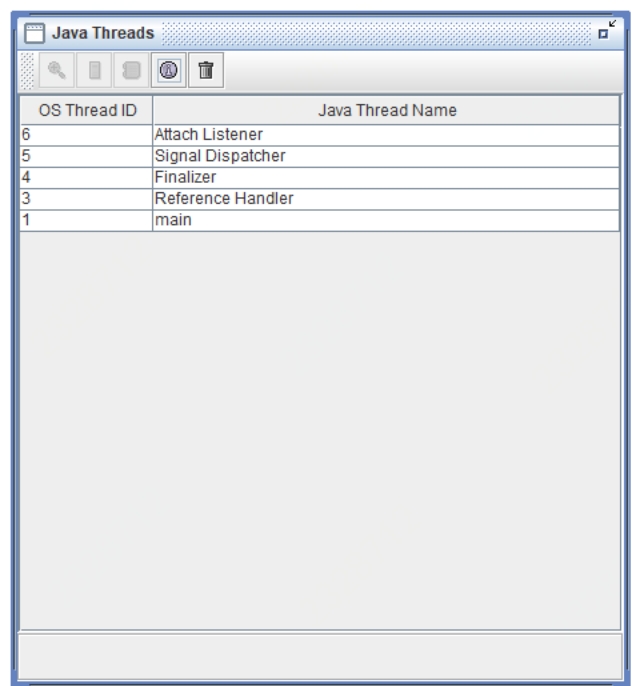 Java Threads
OS Thread ID Java Thread Name
6 Attach Listener
5 Signal Dispatcher
4 Finalizer
3 Reference Handler
1 main